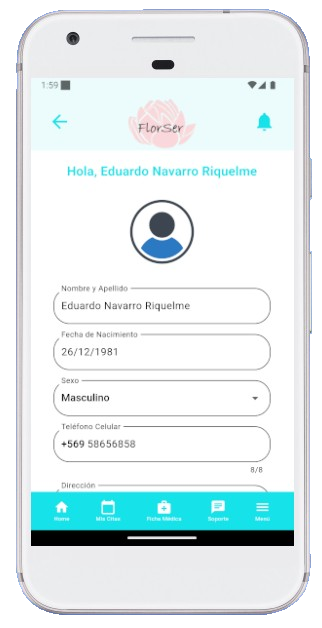 1:59
FlorSer
Hola, Eduardo Navarro Riquelme
Nombre y Apellido
Eduardo Navarro Riquelme
Fecha de Nacimiento
26/12/1981
Sexo
Masculino
Teléfono Celular
+569 58656858
8/8
Dirección
Home
Mis Citas
Ficha Médica
Soporte
Menú